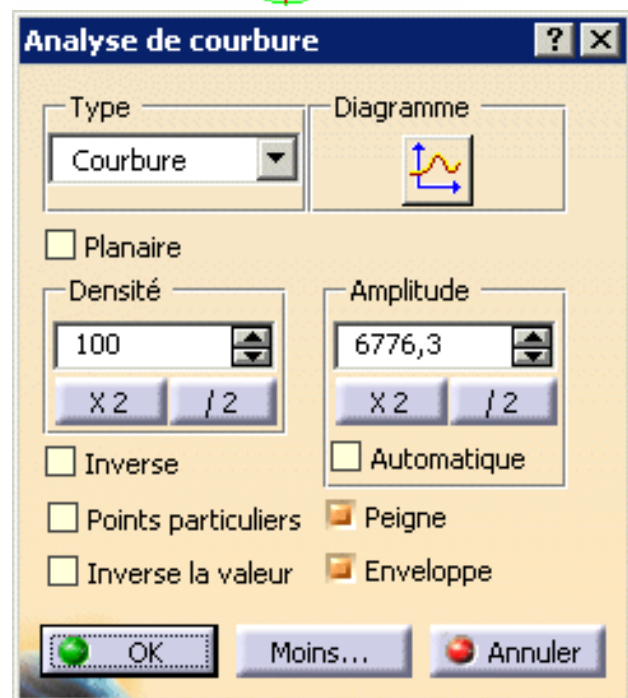 Analyse de courbure
Type
Diagramme
Courbure
Planaire
Densité
Amplitude
100
6776,3
X 2
/ 2
X 2
/ 2
Inverse
Automatique
Points particuliers
Peigne
Inverse la valeur
Enveloppe
OK
Moins...
Annuler